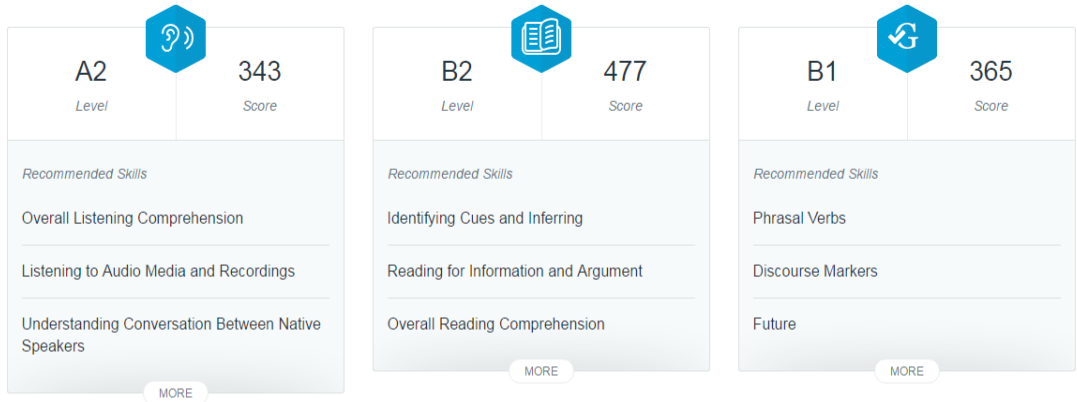 A2
343
Level
Score
Recommended Skills
Overall Listening Comprehension
Listening to Audio Media and Recordings
Understanding Conversation Between Native
Speakers
MORE
B2
477
Level
Score
Recommended Skills
Identifying Cues and Inferring
Reading for Information and Argument
Overall Reading Comprehension
MORE
G
B1
365
Level
Score
Recommended Skills
Phrasal Verbs
Discourse Markers
Future
MORE